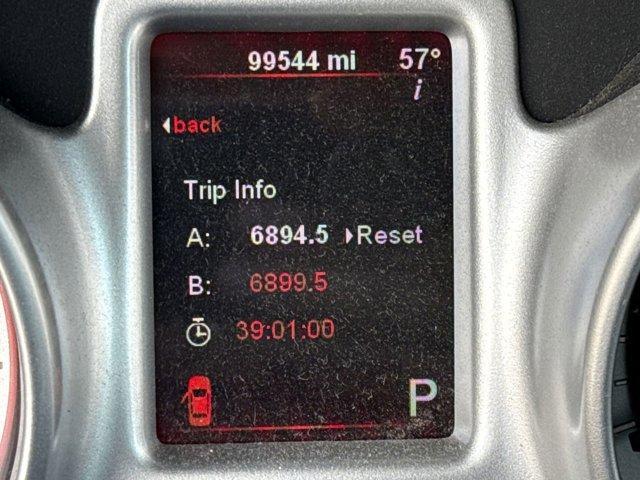 99544 mi 57°
i
back
Trip Info
A: 6894.5 Reset
B: 6899.5
39:01:00
P